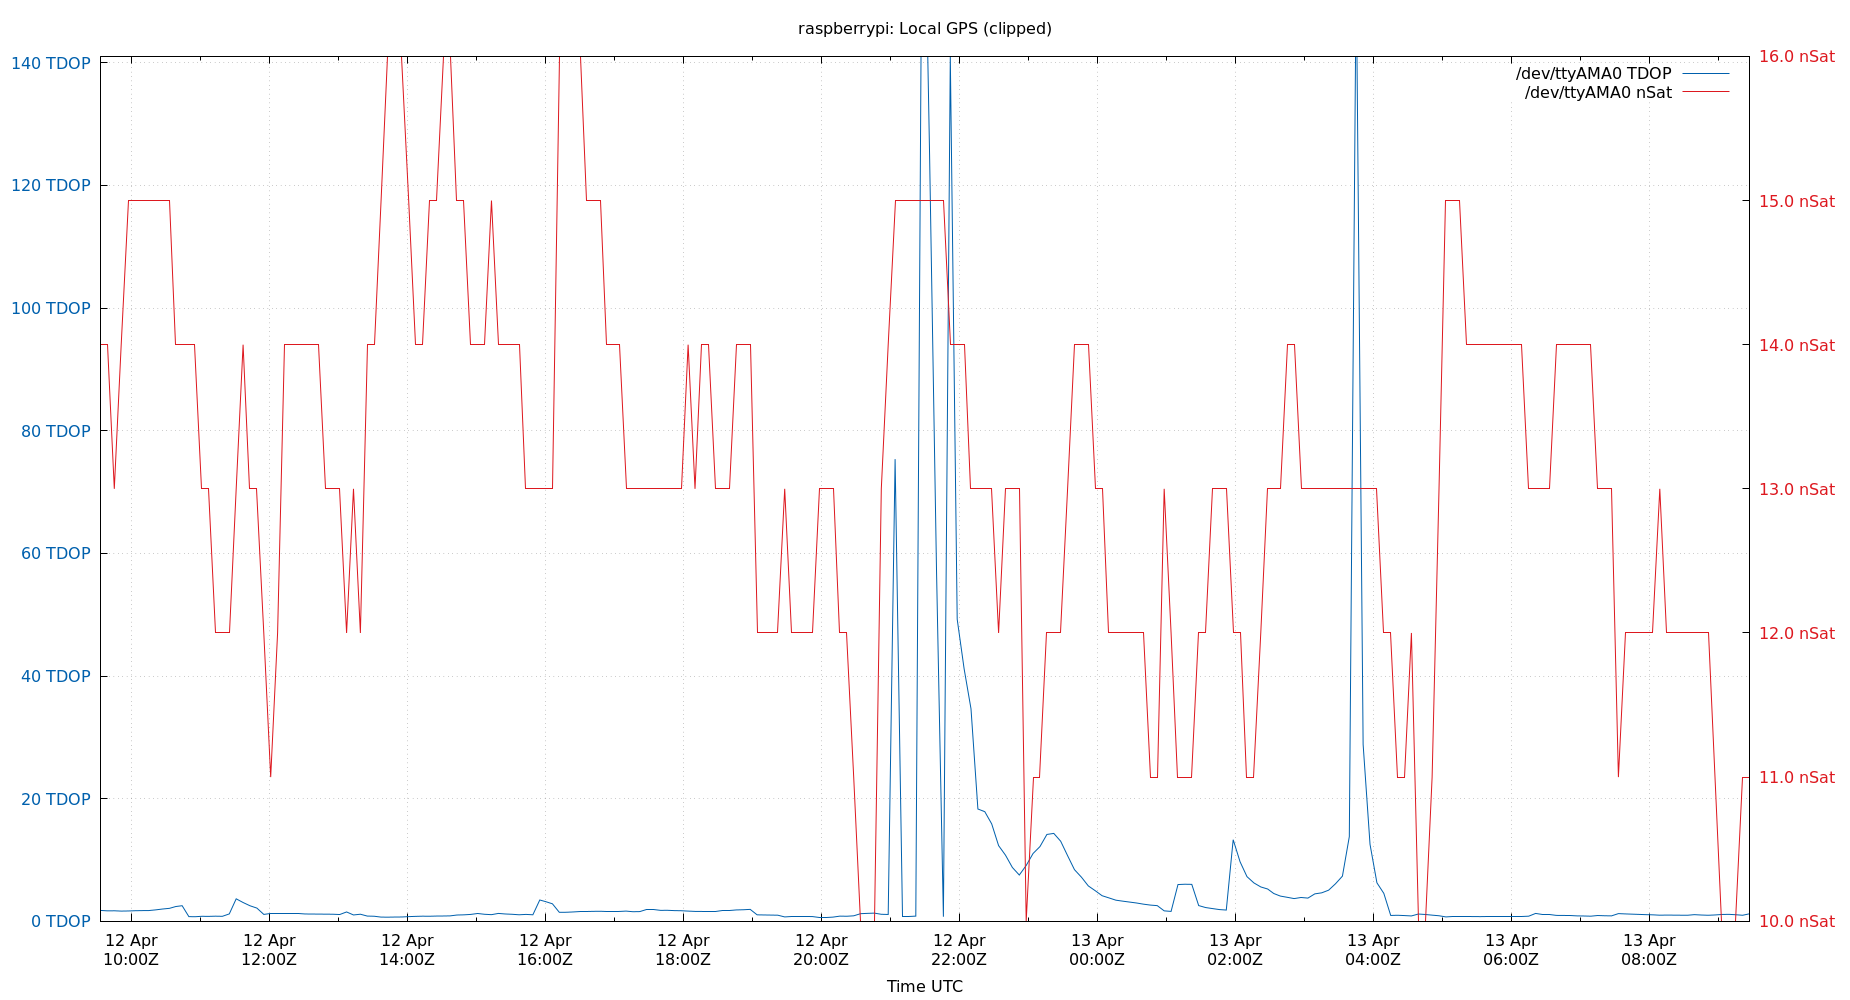 raspberrypi: Local GPS (clipped)
140 TDOP
120 TDOP
100 TDOP
80 TDOP
60 TDOP
40 TDOP
20 TDOP
0 TDOP
16.0 nSat
15.0 nSat
14.0 nSat
13.0 nSat
12.0 nSat
11.0 nSat
10.0 nSat
/dev/ttyAMA0 TDOP
/dev/ttyAMA0 nSat
12 Apr
10:00Z
12 Apr
12:00Z
12 Apr
14:00Z
12 Apr
16:00Z
12 Apr
18:00Z
12 Apr
20:00Z
12 Apr
22:00Z
13 Apr
00:00Z
13 Apr
02:00Z
13 Apr
04:00Z
13 Apr
06:00Z
13 Apr
08:00Z
Time UTC